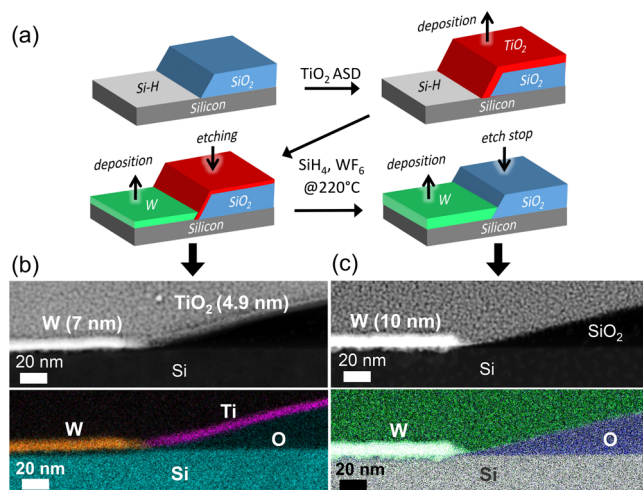 (a)
deposition
Si-H
SiO2
Silicon
TiO2 ASD
TiO2
Si-H
SiO2
Silicon
deposition
etching
W
SiO2
Silicon
SiH4, WF6
@220°C
deposition
etch stop
W
SiO2
Silicon
(b)
TiO2 (4.9 nm)
W (7 nm)
20 nm
Si
W
Ti
O
20 nm
Si
(c)
W (10 nm)
SiO2
20 nm
Si
W
O
20 nm
Si